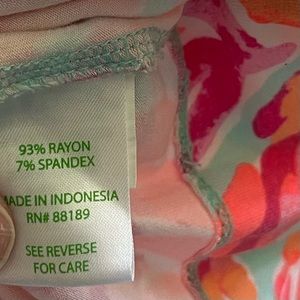 93% RAYON
7% SPANDEX
MADE IN INDONESIA
RN# 88189
SEE REVERSE
FOR CARE